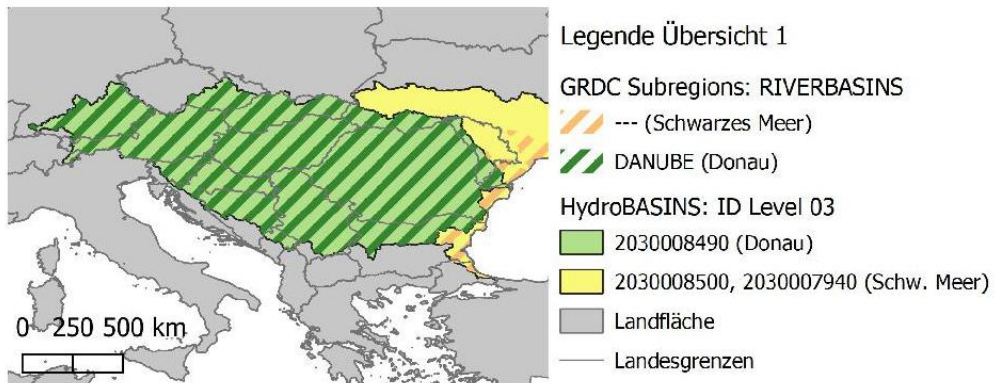 Legende Übersicht 1
GRDC Subregions: RIVERBASINS
--- (Schwarzes Meer)
DANUBE (Donau)
HydroBASINS: ID Level 03
2030008490 (Donau)
2030008500, 2030007940 (Schw. Meer)
Landfläche
Landesgrenzen
0 250 500 km